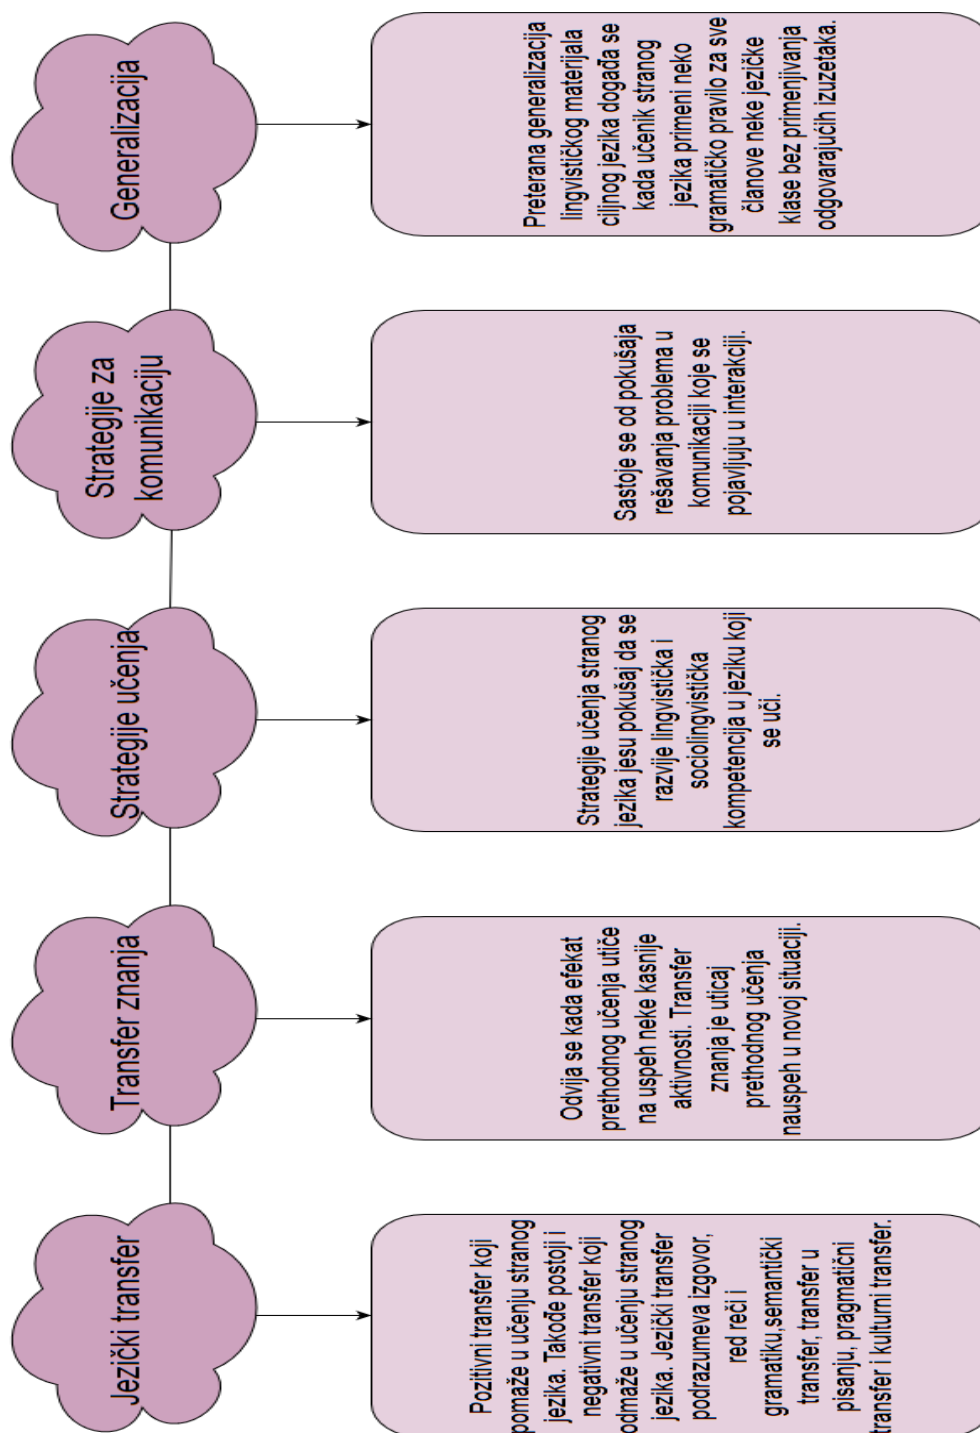 Jezički transfer
Transfer znanja
Strategije učenja
Strategije za
komunikaciju
Generalizacija
Pozitivni transfer koji
pomaže u učenju stranog
jezika. Takođe postoji i
negativni transfer koji
odmaže u učenju stranog
jezika. Jezički transfer
podrazumeva izgovor,
red reči i
gramatiku,semantički
transfer, transfer u
pisanju, pragmatični
transfer i kulturni transfer.
Odvija se kada efekat
prethodnog učenja utiče
na uspeh neke kasnije
aktivnosti. Transfer
znanja je uticaj
prethodnog učenja
nauspeh u novoj situaciji.
Strategije učenja stranog
jezika jesu pokušaj da se
razvije lingvistička i
sociolingvistička
kompetencija u jeziku koji
se uči.
Sastoje se od pokušaja
rešavanja problema u
komunikaciji koje se
pojavljuju u interakciji.
Preterana generalizacija
lingvističkog materijala
ciljnog jezika događa se
kada učenik stranog
jezika primeni neko
gramatičko pravilo za sve
članove neke jezičke
klase bez primenjivanja
odgovarajućih izuzetaka.